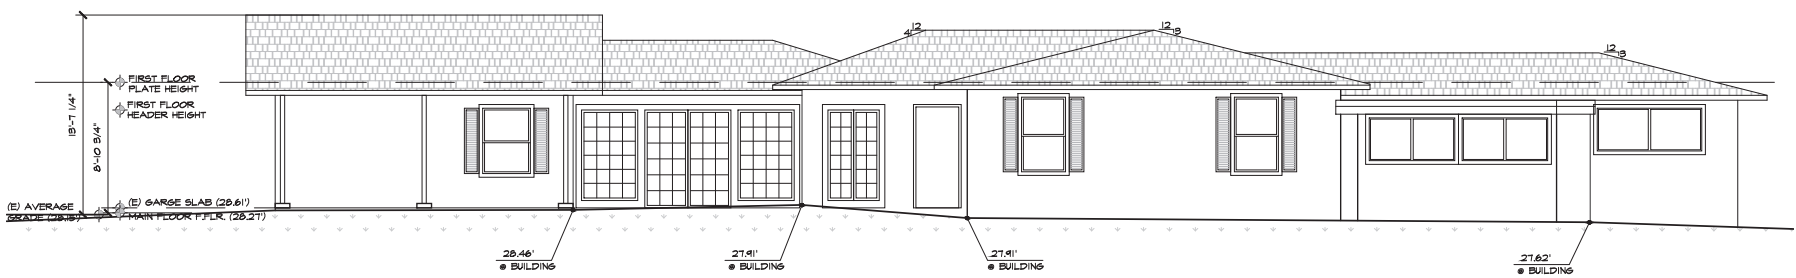 12
4
12
3
12
3
FIRST FLOOR
PLATE HEIGHT
FIRST FLOOR
HEADER HEIGHT
13'-7 1/4"
8'-10 3/4"
(E) AVERAGE
GRADE
(E) GARGE SLAB (28.61')
MAIN FLOOR F.FLR. (28.27')
28.46'
@ BUILDING
27.91'
@ BUILDING
27.91'
@ BUILDING
27.62'
@ BUILDING